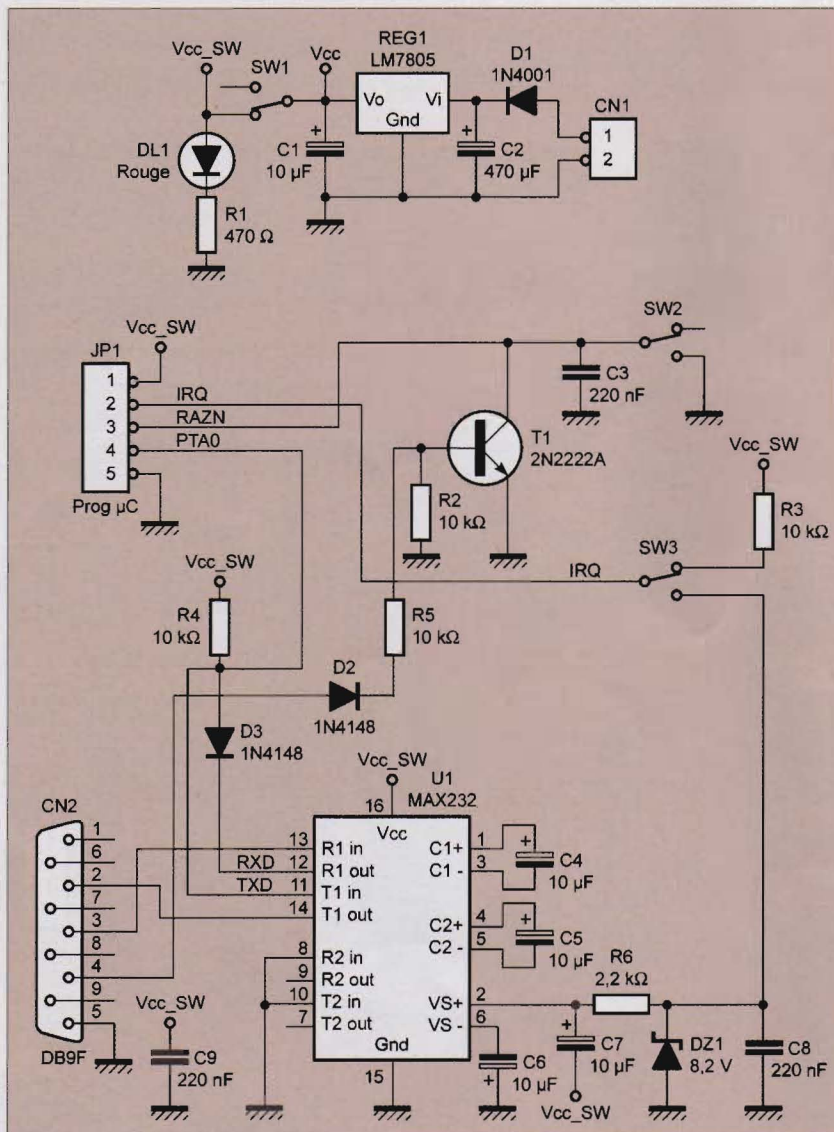 REG1
LM7805
Vo
Vi
Gnd
Vcc_SW
SW1
Vcc
D1
1N4001
CN1
1
2
DL1
Rouge
+
C1
10 µF
+
C2
470 µF
R1
470 Ω
Vcc_SW
JP1
1
2
3
4
5
IRQ
RAZN
PTA0
Prog µC
SW2
C3
220 nF
T1
2N2222A
R2
10 kΩ
Vcc_SW
R3
10 kΩ
SW3
IRQ
Vcc_SW
R4
10 kΩ
R5
10 kΩ
D2
1N4148
D3
1N4148
Vcc_SW
U1
MAX232
CN2
1
6
2
7
3
8
4
9
5
DB9F
RXD
TXD
16
Vcc
13
R1 in
12
R1 out
11
T1 in
14
T1 out
8
R2 in
9
R2 out
10
T2 in
7
T2 out
C1+
1
C1 -
3
C2+
4
C2 -
5
VS+
2
VS -
6
Gnd
15
+
C4
10 µF
+
C5
10 µF
R6
2,2 kΩ
C6
+
10 µF
+
C7
10 µF
Vcc_SW
DZ1
8,2 V
C8
220 nF
Vcc_SW
C9
220 nF